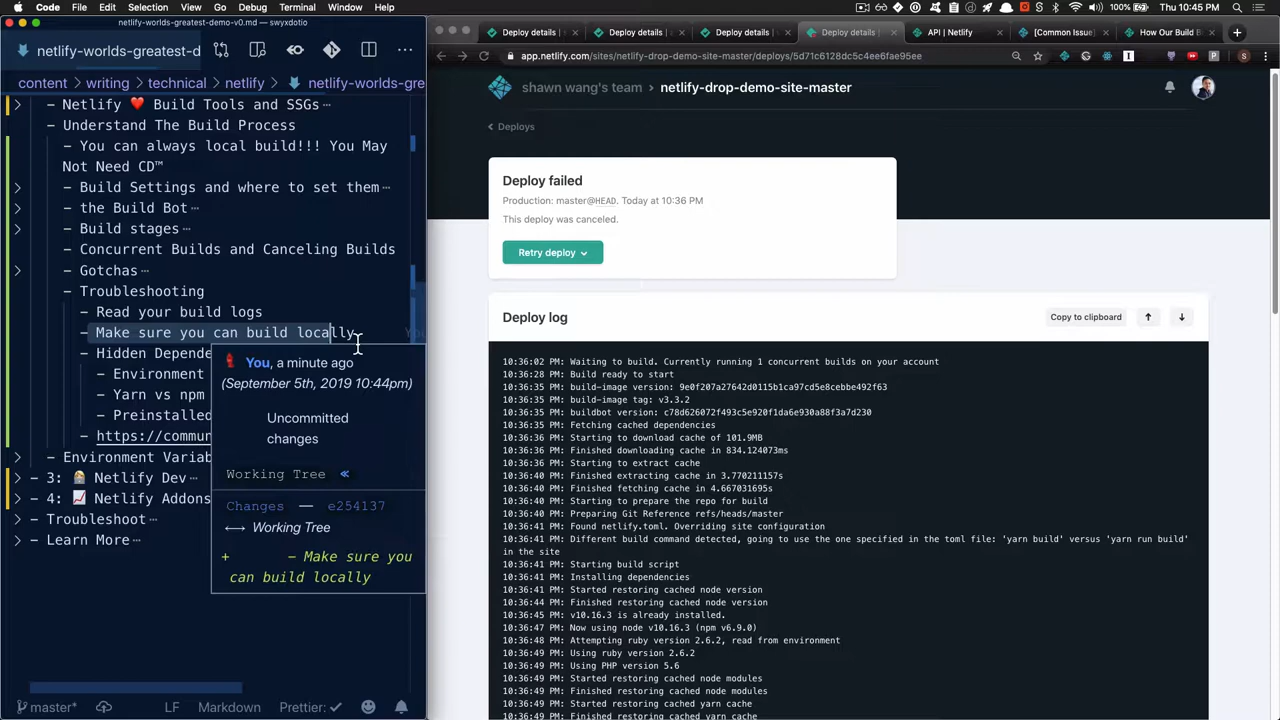 Code File Edit Selection View Go Debug Terminal Window Help
100% Thu 10:45 PM
netlify-worlds-greatest-demo-v0.md — swyxdotio
netlify-worlds-greatest-d
content › writing › technical › netlify › netlify-worlds-gre
- Netlify ❤️ Build Tools and SSGs…
- Understand The Build Process
- You can always local build!!! You May
Not Need CD™
- Build Settings and where to set them…
- the Build Bot…
- Build stages…
- Concurrent Builds and Canceling Builds
- Gotchas…
- Troubleshooting
- Read your build logs
- Make sure you can build locally
- Hidden Depende
- Environment
- Yarn vs npm
- Preinstalled
- https://commun
- Environment Variab
- 3: Netlify Dev…
- 4: 📈 Netlify Addons
- Troubleshoot…
- Learn More…
You, a minute ago
(September 5th, 2019 10:44pm)
Uncommitted
changes
Working Tree «
Changes — e254137
⟷ Working Tree
+ - Make sure you
can build locally
master* LF Markdown Prettier: ✓
Deploy details | Deploy details | Deploy details | Deploy details | API | Netlify [Common Issue] How Our Build B
app.netlify.com/sites/netlify-drop-demo-site-master/deploys/5d71c6128dc5c4ee6fae95ee
shawn wang's team › netlify-drop-demo-site-master
‹ Deploys
Deploy failed
Production: master@HEAD. Today at 10:36 PM
This deploy was canceled.
Retry deploy
Deploy log
Copy to clipboard ↑ ↓
10:36:02 PM: Waiting to build. Currently running 1 concurrent builds on your account
10:36:28 PM: Build ready to start
10:36:35 PM: build-image version: 9e0f207a27642d0115b1ca97cd5e8cebbe492f63
10:36:35 PM: build-image tag: v3.3.2
10:36:35 PM: buildbot version: c78d626072f493c5e920f1da6e930a88f3a7d230
10:36:35 PM: Fetching cached dependencies
10:36:36 PM: Starting to download cache of 101.9MB
10:36:36 PM: Finished downloading cache in 834.124073ms
10:36:36 PM: Starting to extract cache
10:36:40 PM: Finished extracting cache in 3.770211157s
10:36:40 PM: Finished fetching cache in 4.667031695s
10:36:40 PM: Starting to prepare the repo for build
10:36:40 PM: Preparing Git Reference refs/heads/master
10:36:41 PM: Found netlify.toml. Overriding site configuration
10:36:41 PM: Different build command detected, going to use the one specified in the toml file: 'yarn build' versus 'yarn run build'
in the site
10:36:41 PM: Starting build script
10:36:41 PM: Installing dependencies
10:36:41 PM: Started restoring cached node version
10:36:44 PM: Finished restoring cached node version
10:36:45 PM: v10.16.3 is already installed.
10:36:47 PM: Now using node v10.16.3 (npm v6.9.0)
10:36:48 PM: Attempting ruby version 2.6.2, read from environment
10:36:49 PM: Using ruby version 2.6.2
10:36:49 PM: Using PHP version 5.6
10:36:49 PM: Started restoring cached node modules
10:36:49 PM: Finished restoring cached node modules
10:36:49 PM: Started restoring cached yarn cache
10:36:49 PM: Finished restoring cached yarn cache